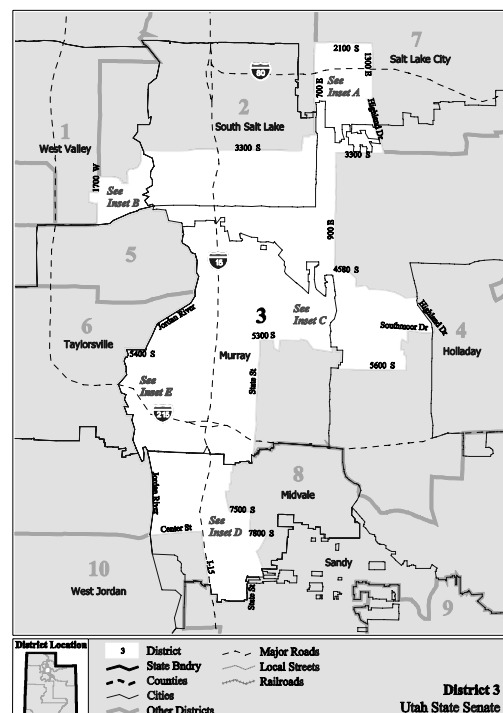 7
Salt Lake City
2100 S
1300 E
80
See
Inset A
700 E
2
Highland Dr
South Salt Lake
1
West Valley
3300 S
3300 S
1700 W
See
Inset B
900 E
5
15
4580 S
See
Inset C
Jordan River
3
Highland Dr
Southmoor Dr
4
6
Taylorsville
5300 S
5400 S
Murray
Holladay
5600 S
State St
See
Inset E
215
8
Midvale
Jordan River
7500 S
See
Inset D
Center St
7800 S
Sandy
I-15
10
West Jordan
State St
9
District Location
3 District
State Bndry
Counties
Cities
Other Districts
Major Roads
Local Streets
Railroads
District 3
Utah State Senate